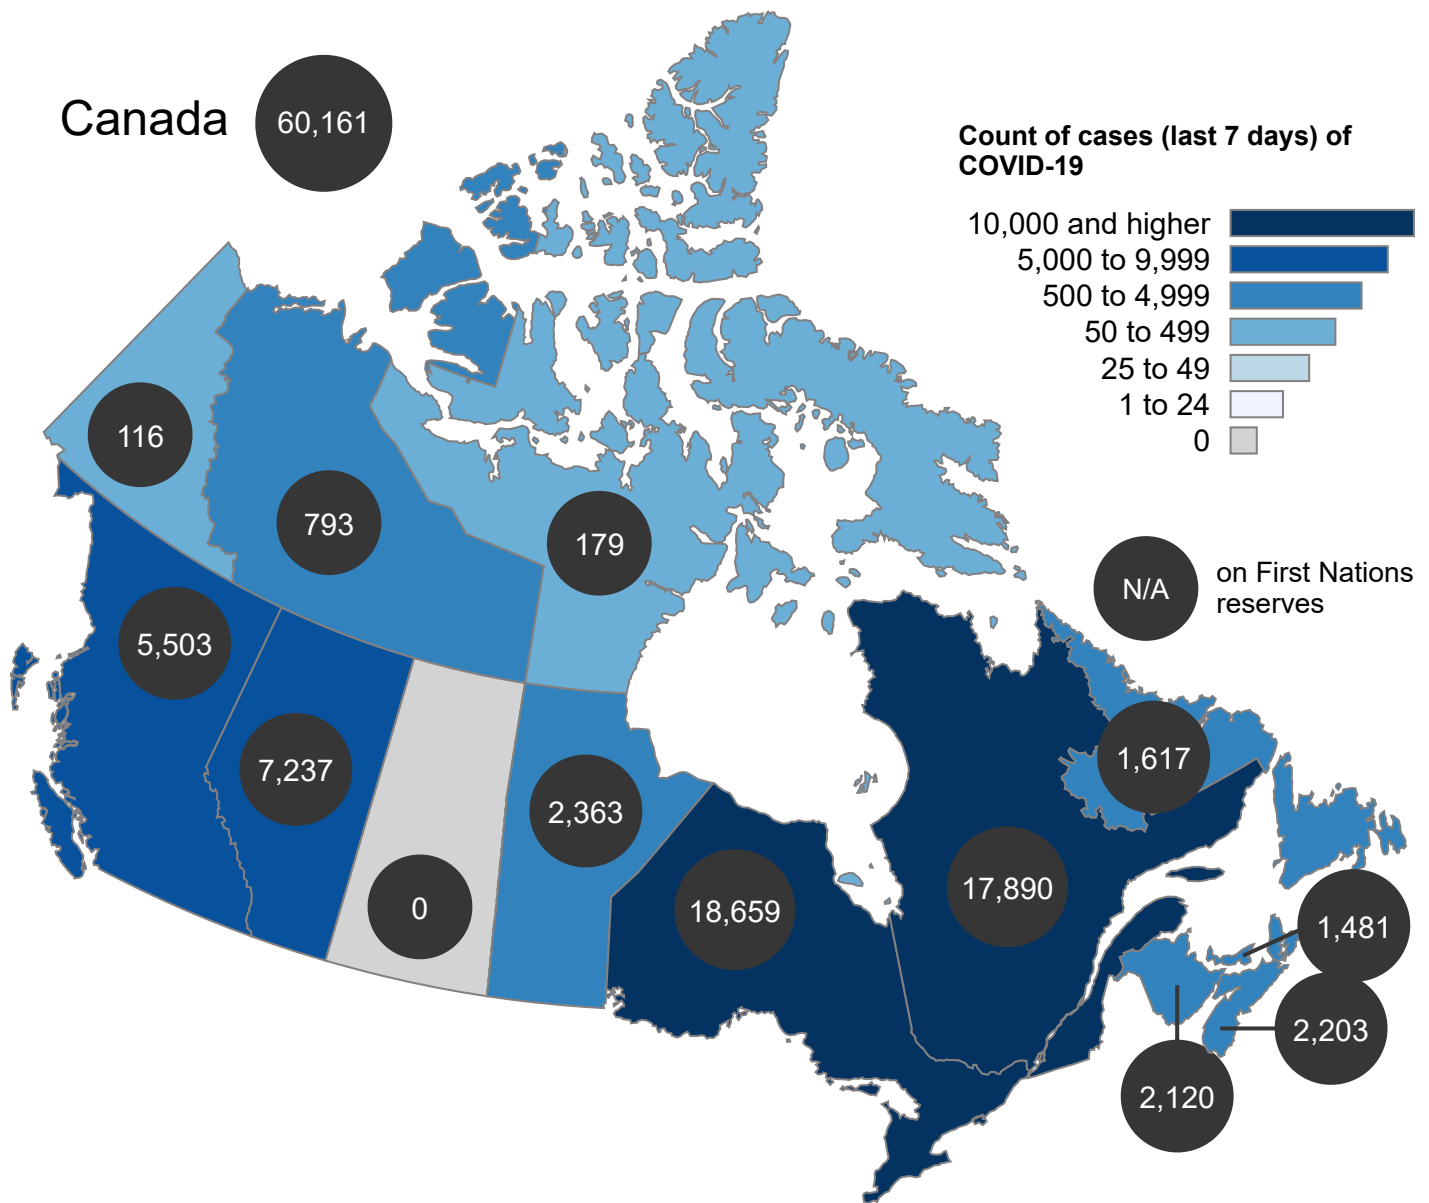 Canada
60,161
Count of cases (last 7 days) of
COVID-19
10,000 and higher
5,000 to 9,999
500 to 4,999
50 to 499
25 to 49
1 to 24
0
116
793
179
N/A
on First Nations
reserves
5,503
7,237
0
2,363
18,659
17,890
1,617
1,481
2,203
2,120